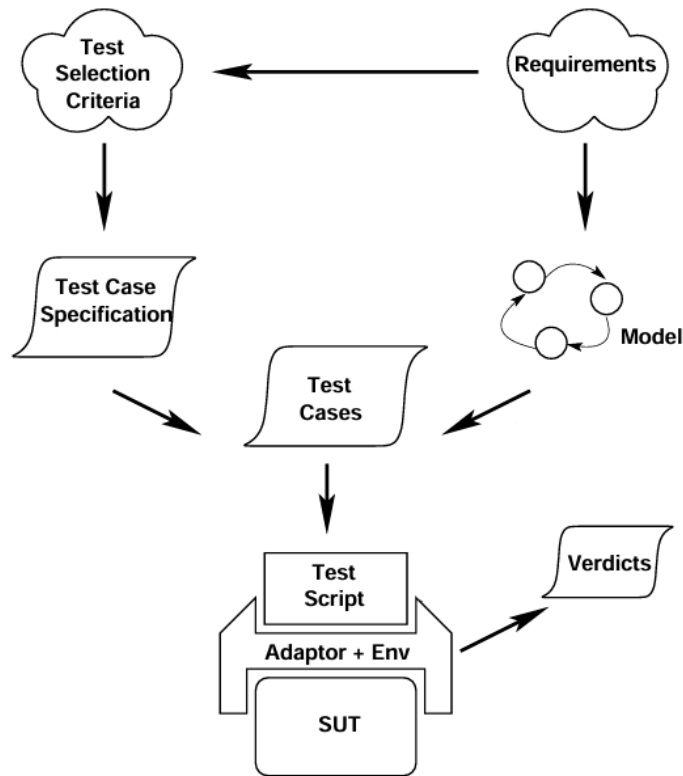 Test
Selection
Criteria
Requirements
Test Case
Specification
Model
Test
Cases
Verdicts
Test
Script
Adaptor + Env
SUT